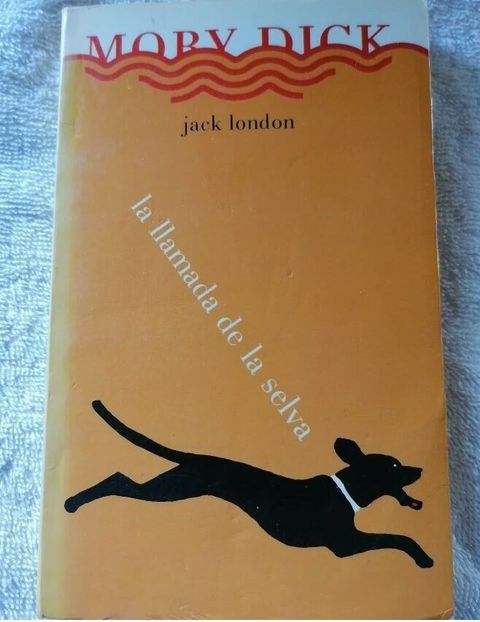 MOBY DICK
jack london
la llamada de la selva